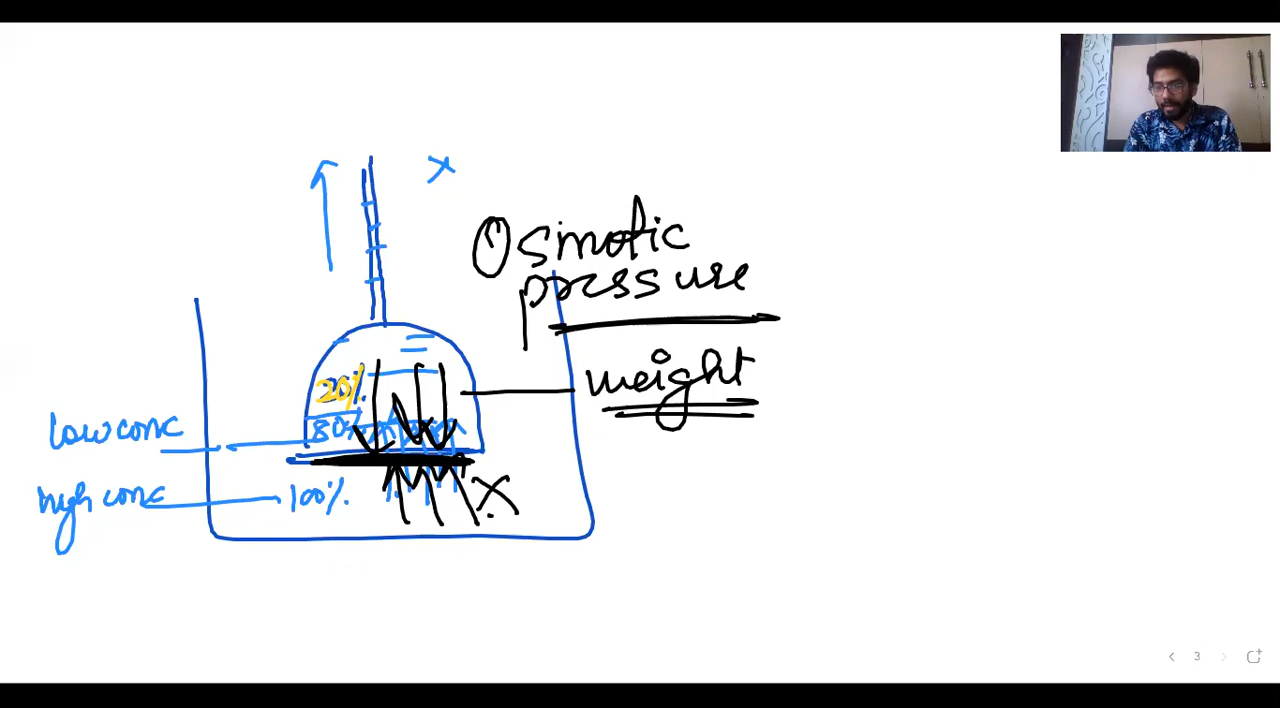 Osmotic
pressure
weight
20%
80%
low conc
high conc
100%
3